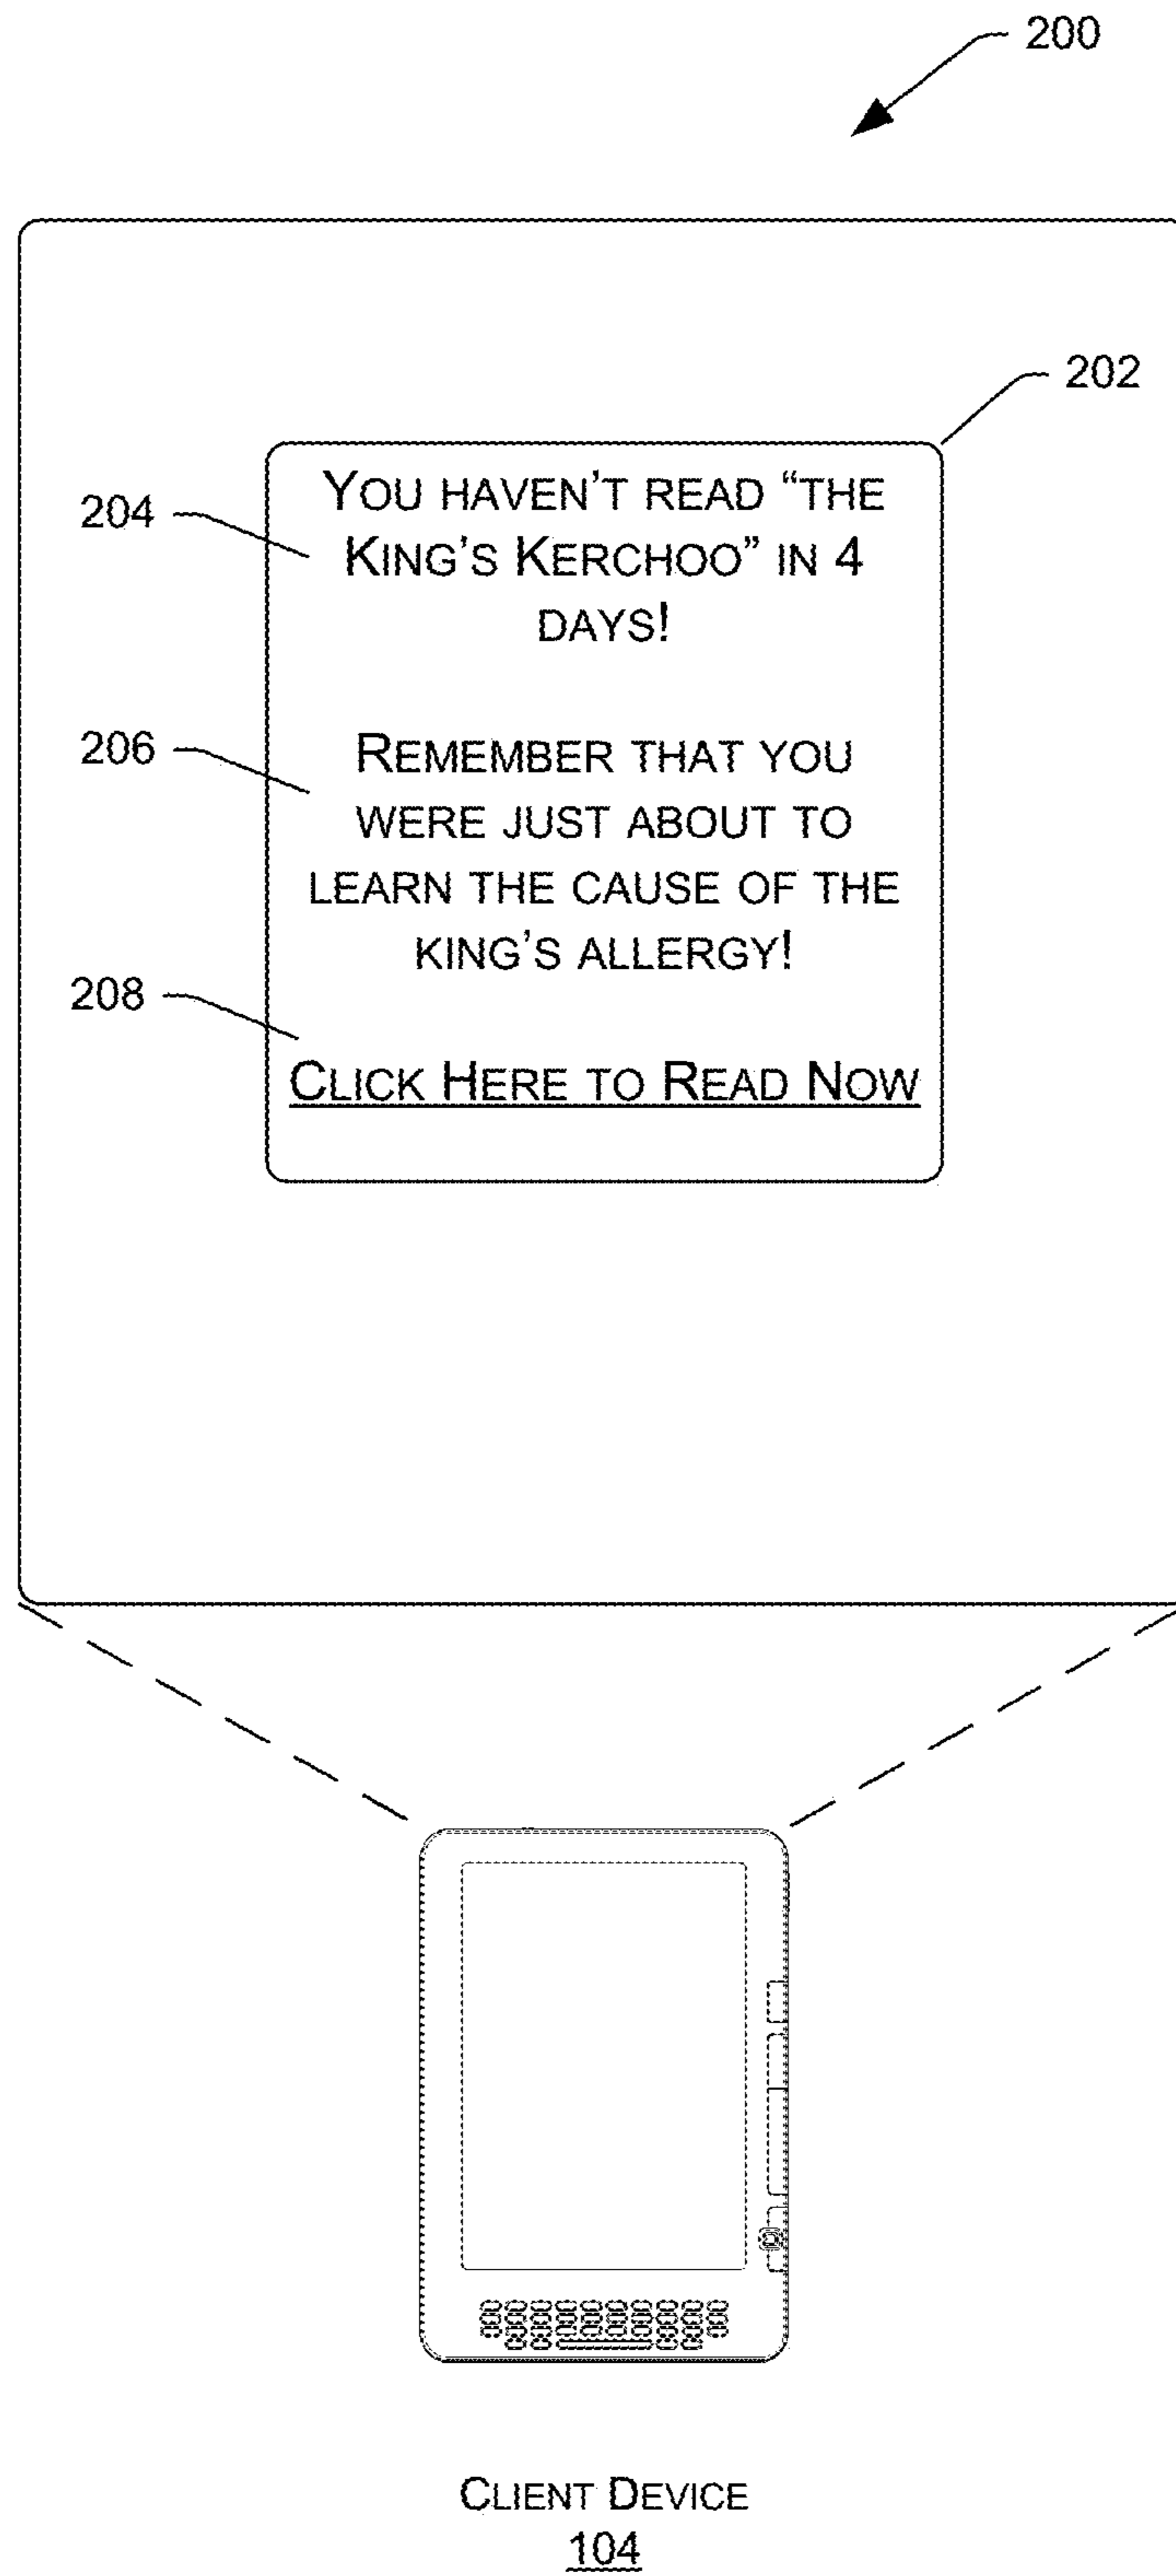 200
202
204
YOU HAVEN'T READ “THE
KING'S KERCHOO” IN 4
DAYS!
206
REMEMBER THAT YOU
WERE JUST ABOUT TO
LEARN THE CAUSE OF THE
KING'S ALLERGY!
208
CLICK HERE TO READ NOW
CLIENT DEVICE
104